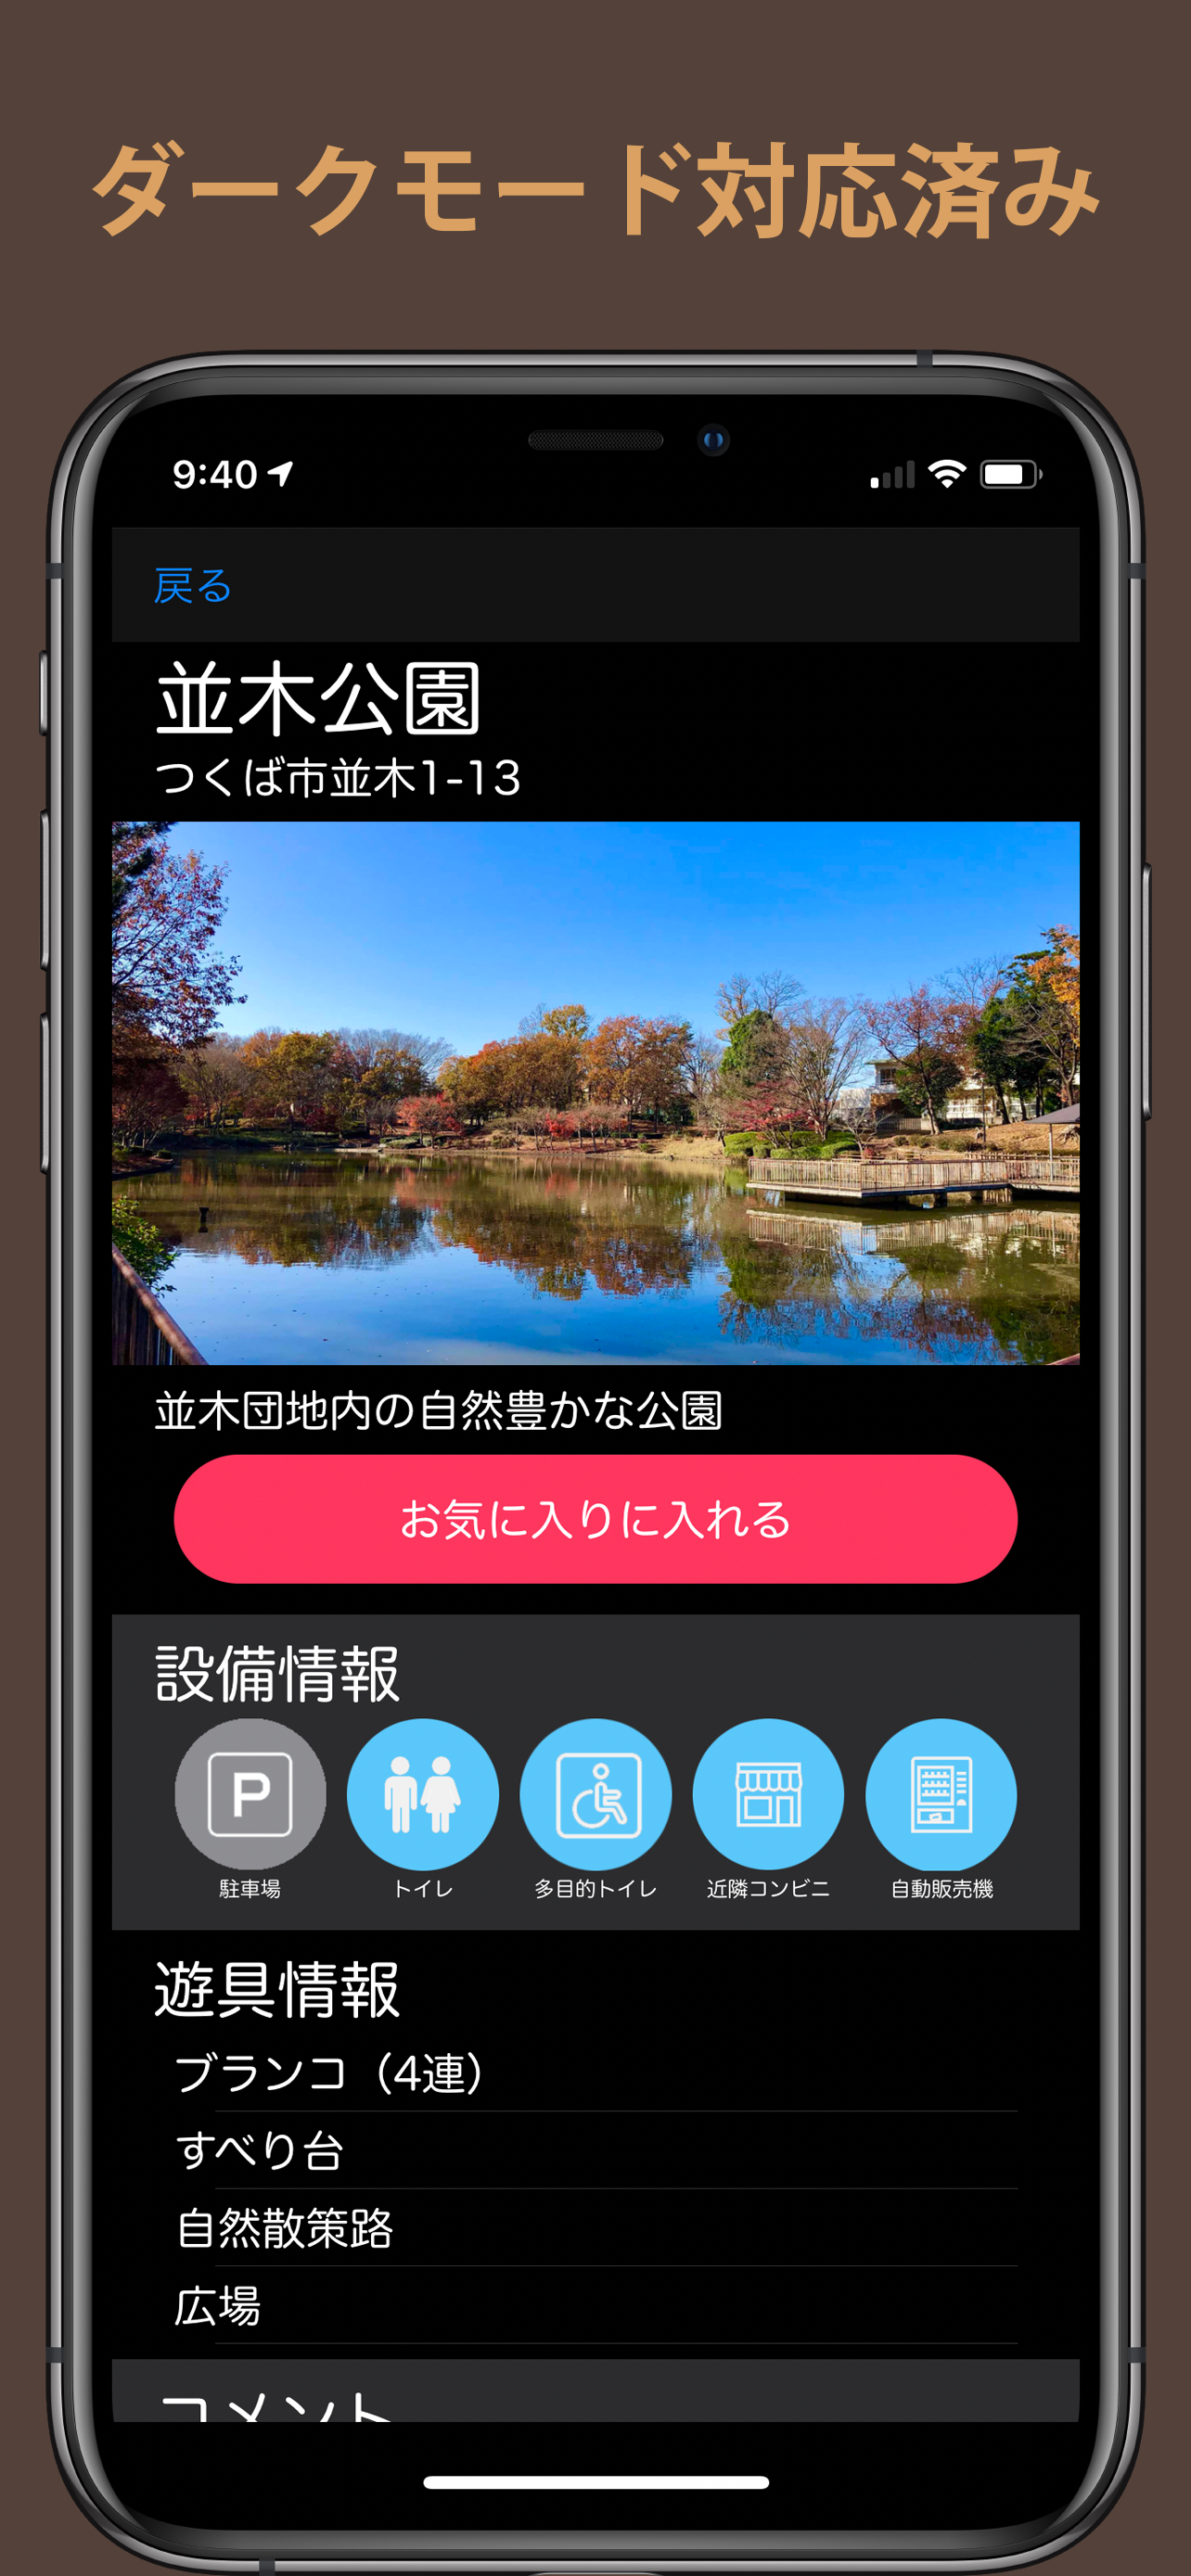 ダークモード対応済み
9:40
戻る
並木公園
つくば市並木1-13
並木団地内の自然豊かな公園
お気に入りに入れる
設備情報
P
駐車場 トイレ 多目的トイレ 近隣コンビニ 自動販売機
遊具情報
ブランコ（4連）
すべり台
自然散策路
広場
コメント